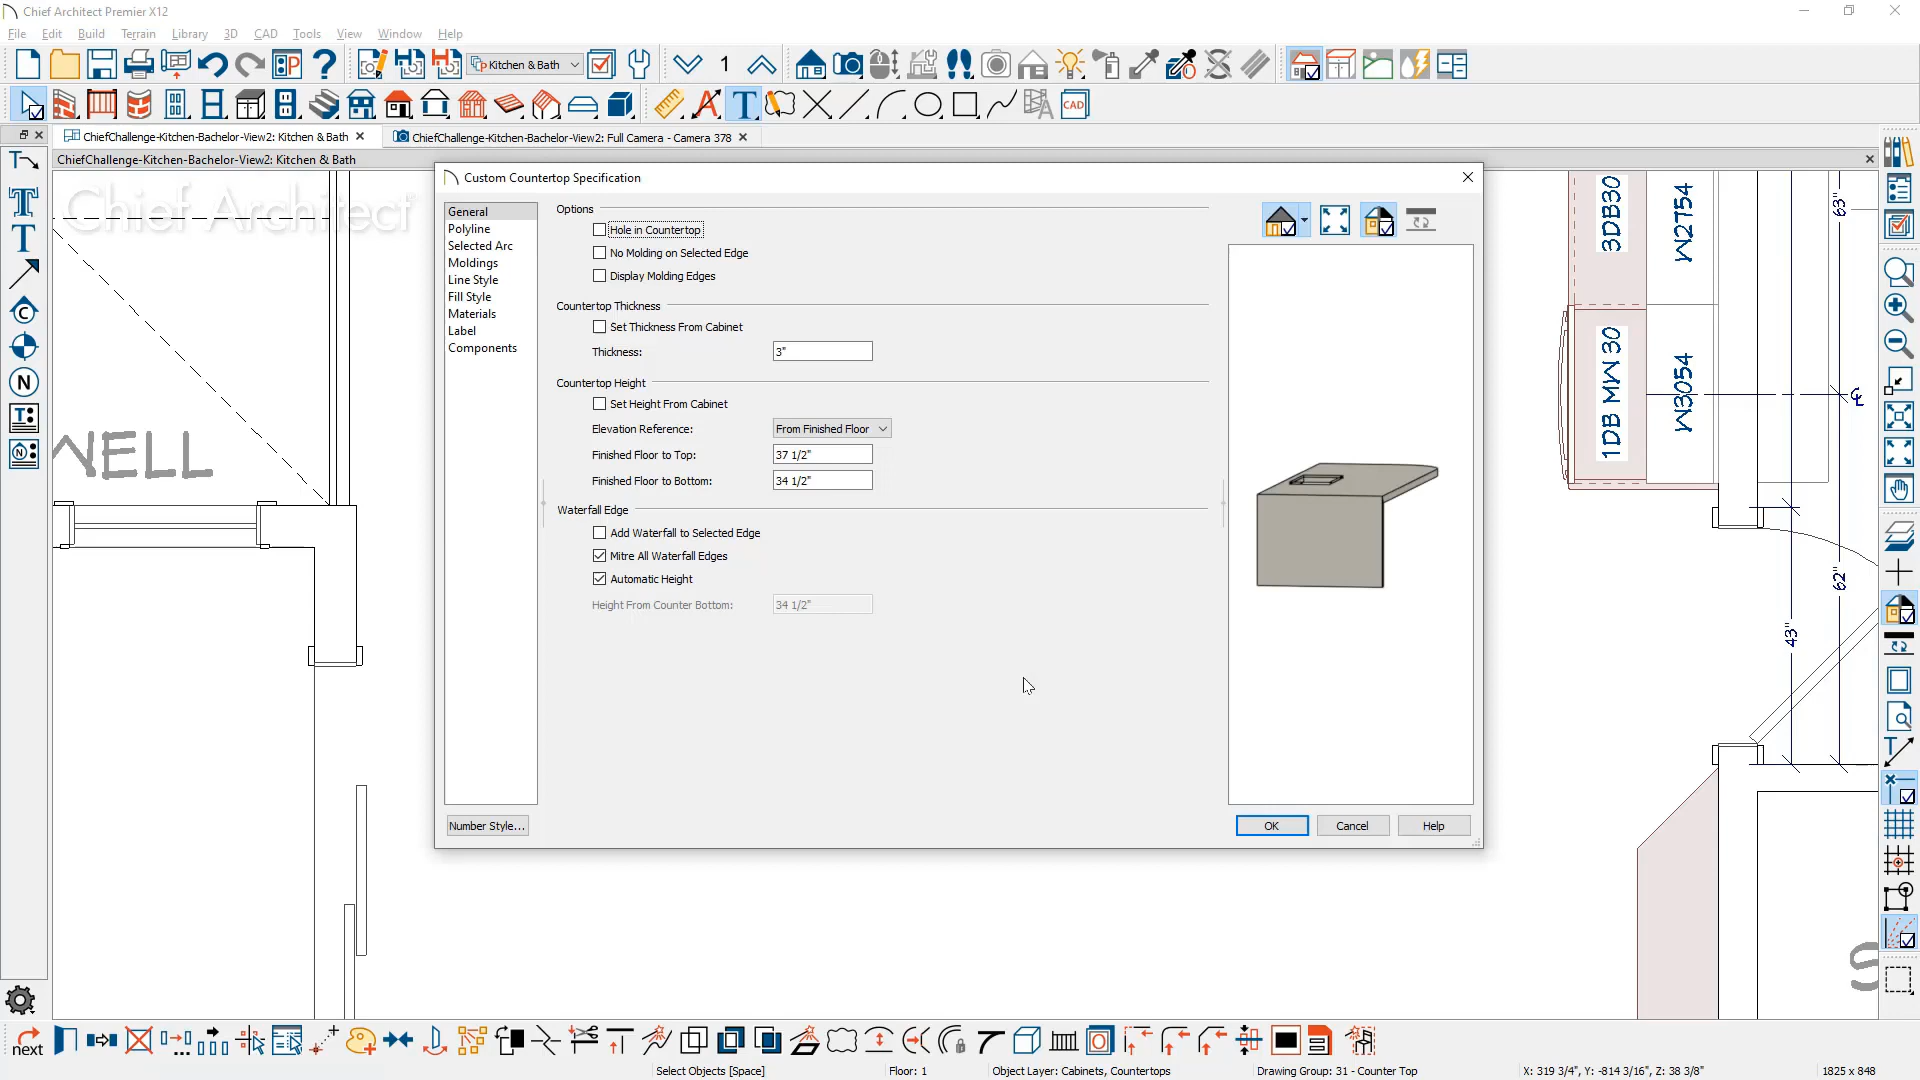 Chief Architect Premier X12
File Edit Build Terrain Library 3D CAD Tools View Window Help
Kitchen & Bath
1
CAD
ChiefChallenge-Kitchen-Bachelor-View2: Kitchen & Bath
ChiefChallenge-Kitchen-Bachelor-View2: Full Camera - Camera 378
ChiefChallenge-Kitchen-Bachelor-View2: Kitchen & Bath
Chief Architect
Custom Countertop Specification
General
Polyline
Selected Arc
Moldings
Line Style
Fill Style
Materials
Label
Components
Options
Hole in Countertop
No Molding on Selected Edge
Display Molding Edges
Countertop Thickness
Set Thickness From Cabinet
Thickness: 3"
Countertop Height
Set Height From Cabinet
Elevation Reference: From Finished Floor
Finished Floor to Top: 37 1/2"
Finished Floor to Bottom: 34 1/2"
Waterfall Edge
Add Waterfall to Selected Edge
Mitre All Waterfall Edges
Automatic Height
Height From Counter Bottom: 34 1/2"
Number Style...
OK
Cancel
Help
3DB30
W2754
63"
1DB MW 30
W3054
62"
43"
WELL
S
next
Select Objects [Space]
Floor: 1
Object Layer: Cabinets, Countertops
Drawing Group: 31 - Counter Top
X: 319 3/4", Y: -814 3/16", Z: 38 3/8"
1825 x 848